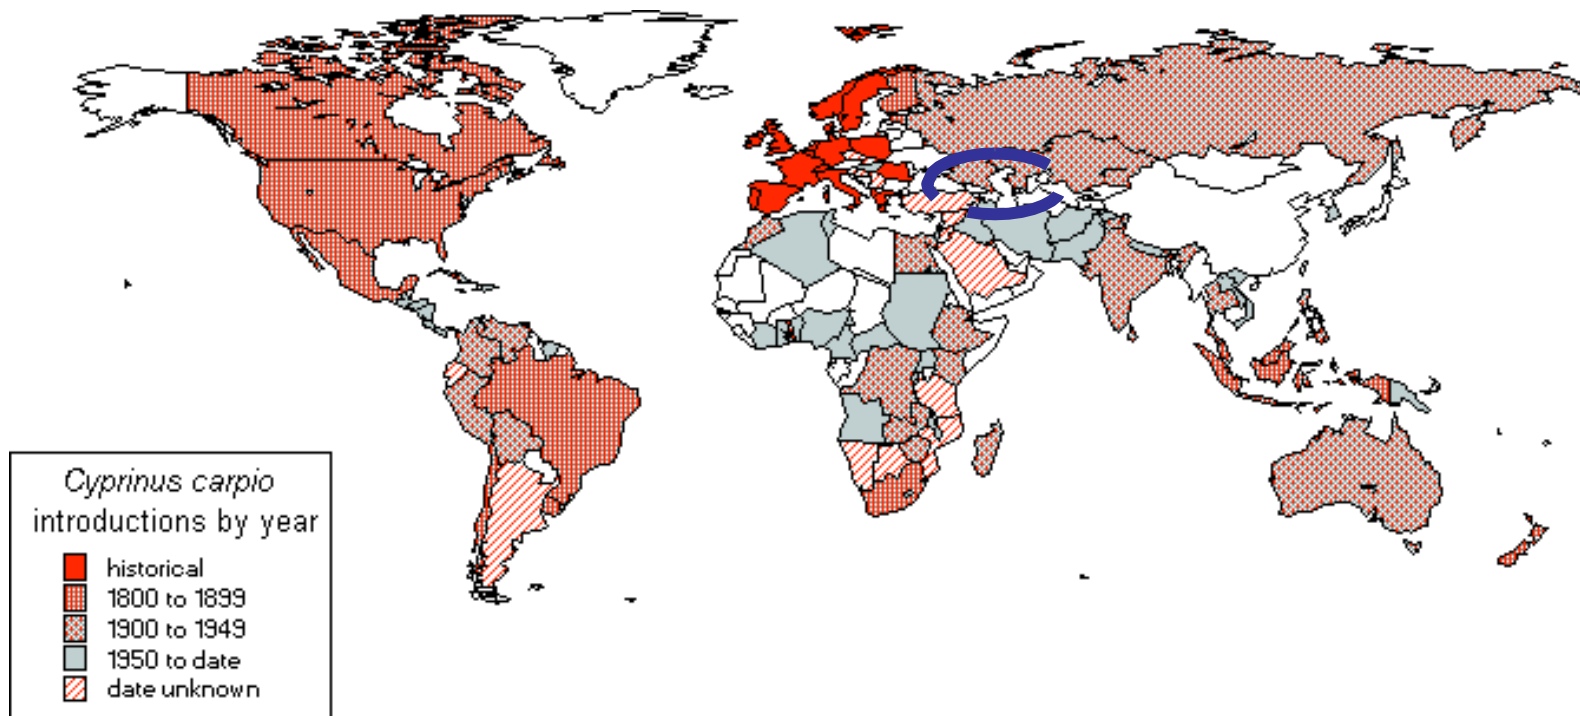 Cyprinus carpio
introductions by year
historical
1800 to 1899
1900 to 1949
1950 to date
date unknown